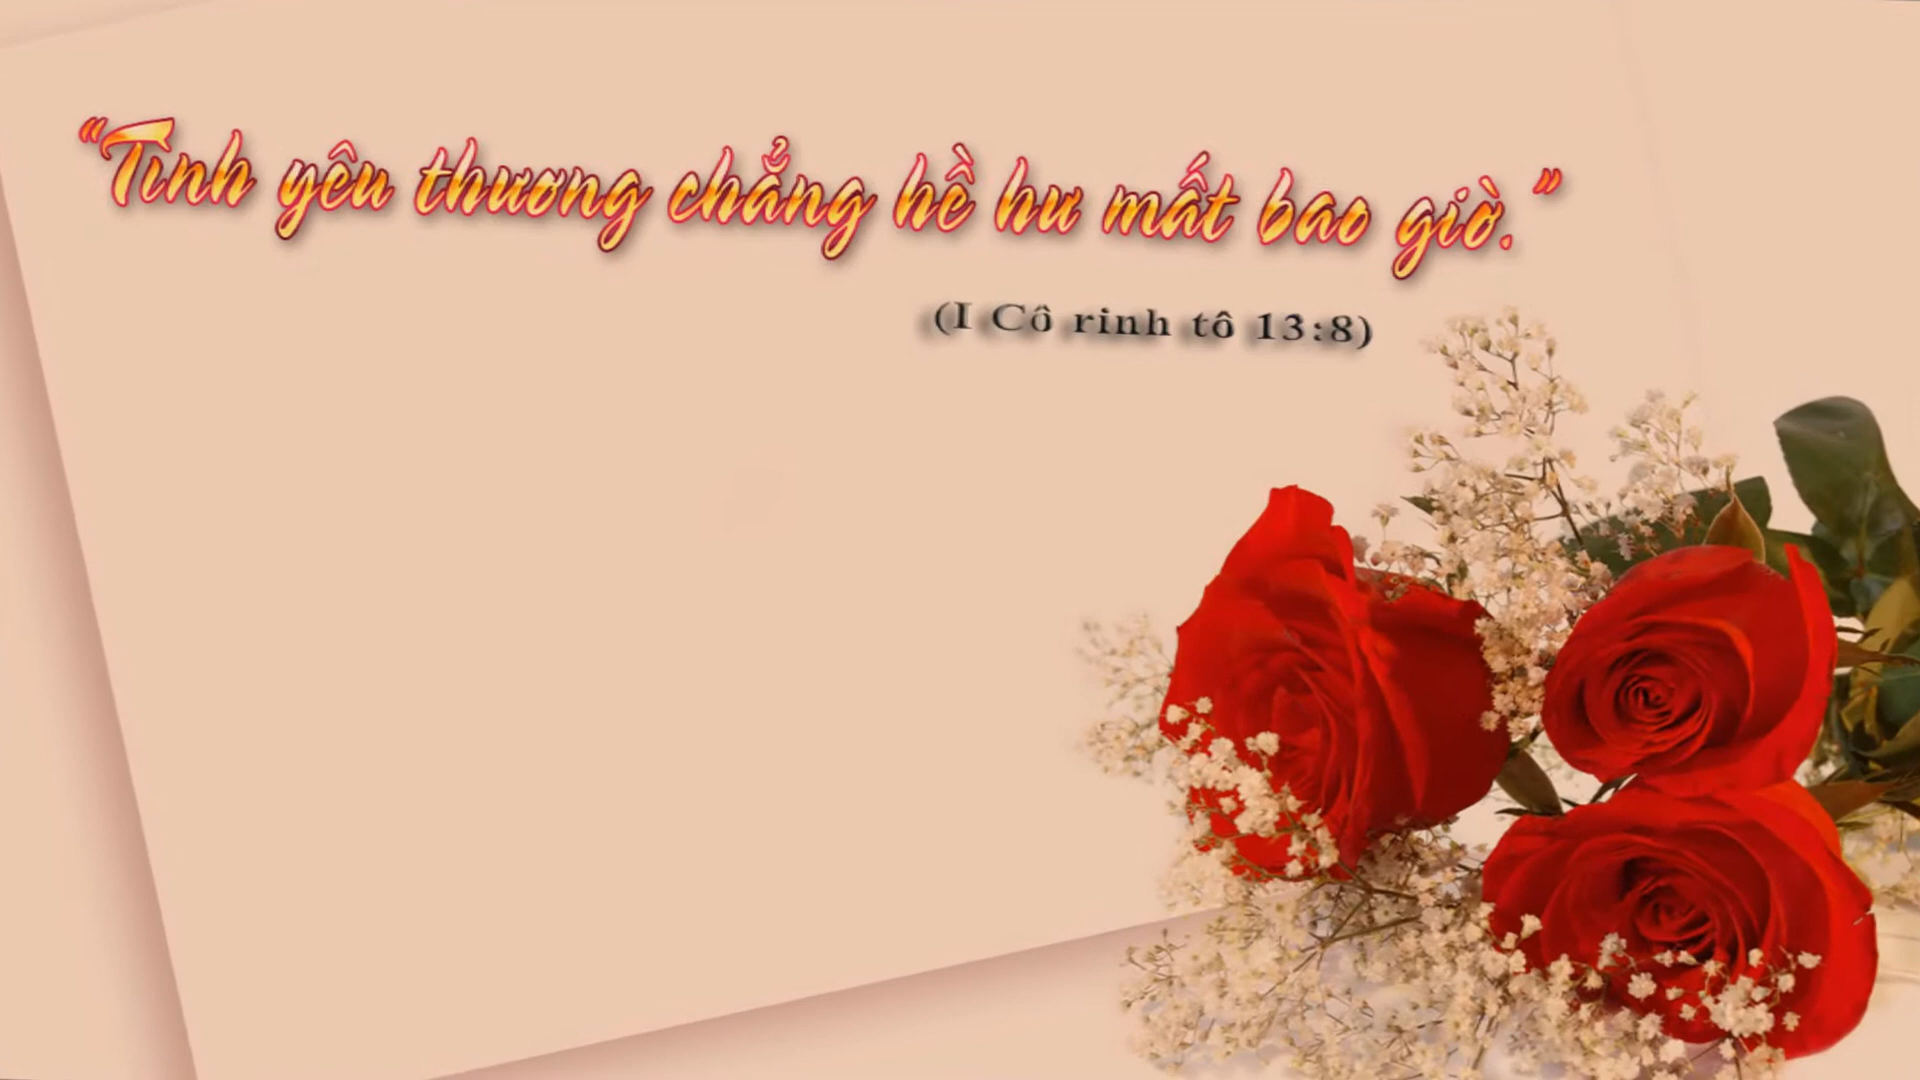 “Tình yêu thương chẳng hề hư mất bao giờ.”
(I Cô rinh tô 13:8)